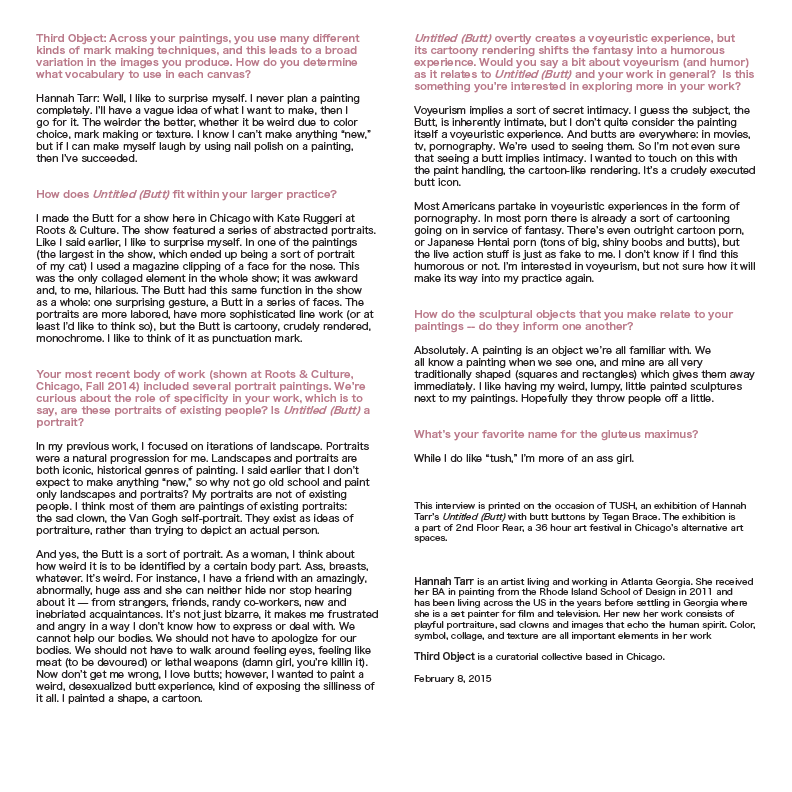 Third Object: Across your paintings, you use many different
kinds of mark making techniques, and this leads to a broad
variation in the images you produce. How do you determine
what vocabulary to use in each canvas?
Hannah Tarr: Well, I like to surprise myself. I never plan a painting
completely. I'll have a vague idea of what I want to make, then I
go for it. The weirder the better, whether it be weird due to color
choice, mark making or texture. I know I can't make anything “new,”
but if I can make myself laugh by using nail polish on a painting,
then I've succeeded.
How does Untitled (Butt) fit within your larger practice?
I made the Butt for a show here in Chicago with Kate Ruggeri at
Roots & Culture. The show featured a series of abstracted portraits.
Like I said earlier, I like to surprise myself. In one of the paintings
(the largest in the show, which ended up being a sort of portrait
of my cat) I used a magazine clipping of a face for the nose. This
was the only collaged element in the whole show; it was awkward
and, to me, hilarious. The Butt had this same function in the show
as a whole: one surprising gesture, a Butt in a series of faces. The
portraits are more labored, have more sophisticated line work (or at
least I'd like to think so), but the Butt is cartoony, crudely rendered,
monochrome. I like to think of it as punctuation mark.
Your most recent body of work (shown at Roots & Culture,
Chicago, Fall 2014) included several portrait paintings. We're
curious about the role of specificity in your work, which is to
say, are these portraits of existing people? Is Untitled (Butt) a
portrait?
In my previous work, I focused on iterations of landscape. Portraits
were a natural progression for me. Landscapes and portraits are
both iconic, historical genres of painting. I said earlier that I don't
expect to make anything “new,” so why not go old school and paint
only landscapes and portraits? My portraits are not of existing
people. I think most of them are paintings of existing portraits:
the sad clown, the Van Gogh self-portrait. They exist as ideas of
portraiture, rather than trying to depict an actual person.
And yes, the Butt is a sort of portrait. As a woman, I think about
how weird it is to be identified by a certain body part. Ass, breasts,
whatever. It's weird. For instance, I have a friend with an amazingly,
abnormally, huge ass and she can neither hide nor stop hearing
about it — from strangers, friends, randy co-workers, new and
inebriated acquaintances. It's not just bizarre, it makes me frustrated
and angry in a way I don't know how to express or deal with. We
cannot help our bodies. We should not have to apologize for our
bodies. We should not have to walk around feeling eyes, feeling like
meat (to be devoured) or lethal weapons (damn girl, you're killin it).
Now don't get me wrong, I love butts; however, I wanted to paint a
weird, desexualized butt experience, kind of exposing the silliness of
it all. I painted a shape, a cartoon.
Untitled (Butt) overtly creates a voyeuristic experience, but
its cartoony rendering shifts the fantasy into a humorous
experience. Would you say a bit about voyeurism (and humor)
as it relates to Untitled (Butt) and your work in general? Is this
something you're interested in exploring more in your work?
Voyeurism implies a sort of secret intimacy. I guess the subject, the
Butt, is inherently intimate, but I don't quite consider the painting
itself a voyeuristic experience. And butts are everywhere: in movies,
tv, pornography. We're used to seeing them. So I'm not even sure
that seeing a butt implies intimacy. I wanted to touch on this with
the paint handling, the cartoon-like rendering. It's a crudely executed
butt icon.
Most Americans partake in voyeuristic experiences in the form of
pornography. In most porn there is already a sort of cartooning
going on in service of fantasy. There's even outright cartoon porn,
or Japanese Hentai porn (tons of big, shiny boobs and butts), but
the live action stuff is just as fake to me. I don't know if I find this
humorous or not. I'm interested in voyeurism, but not sure how it will
make its way into my practice again.
How do the sculptural objects that you make relate to your
paintings -- do they inform one another?
Absolutely. A painting is an object we're all familiar with. We
all know a painting when we see one, and mine are all very
traditionally shaped (squares and rectangles) which gives them away
immediately. I like having my weird, lumpy, little painted sculptures
next to my paintings. Hopefully they throw people off a little.
What's your favorite name for the gluteus maximus?
While I do like “tush,” I'm more of an ass girl.
This interview is printed on the occasion of TUSH, an exhibition of Hannah
Tarr's Untitled (Butt) with butt buttons by Tegan Brace. The exhibition is
a part of 2nd Floor Rear, a 36 hour art festival in Chicago's alternative art
spaces.
Hannah Tarr is an artist living and working in Atlanta Georgia. She received
her BA in painting from the Rhode Island School of Design in 2011 and
has been living across the US in the years before settling in Georgia where
she is a set painter for film and television. Her new her work consists of
playful portraiture, sad clowns and images that echo the human spirit. Color,
symbol, collage, and texture are all important elements in her work
Third Object is a curatorial collective based in Chicago.
February 8, 2015